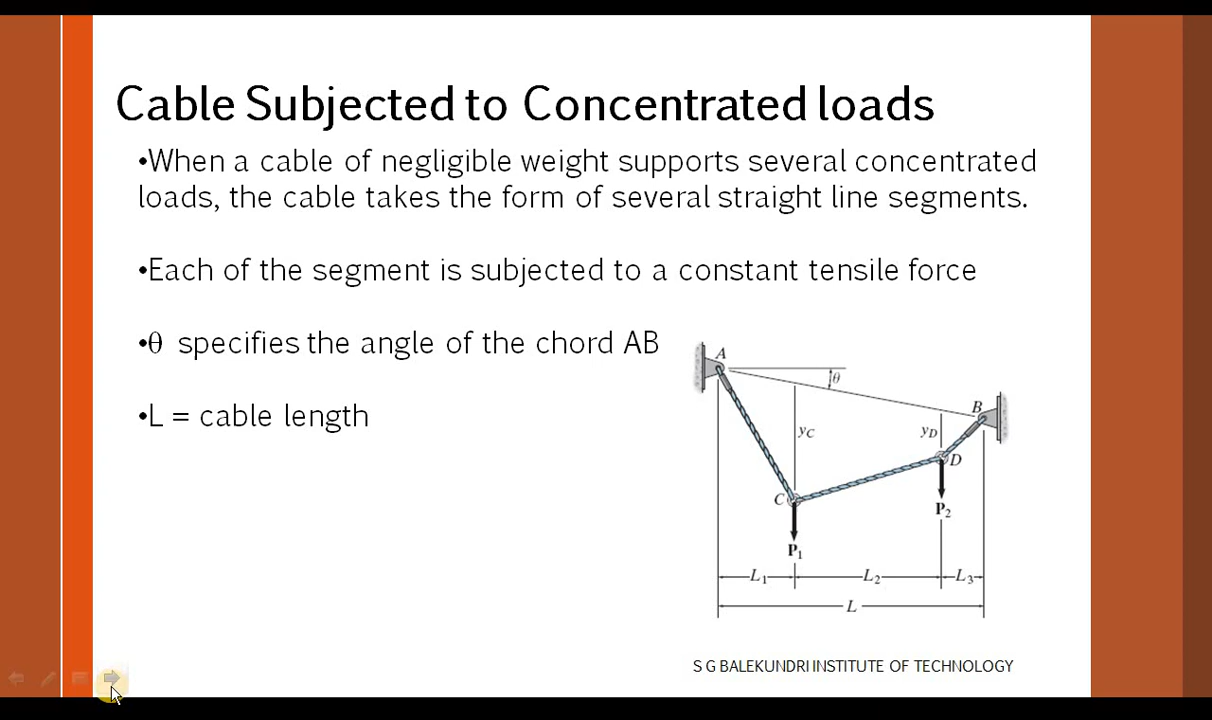 Cable Subjected to Concentrated loads
•When a cable of negligible weight supports several concentrated
loads, the cable takes the form of several straight line segments.
•Each of the segment is subjected to a constant tensile force
•θ specifies the angle of the chord AB
•L = cable length
A
θ
B
yC
yD
D
C
P2
P1
L1
L2
L3
L
S G BALEKUNDRI INSTITUTE OF TECHNOLOGY